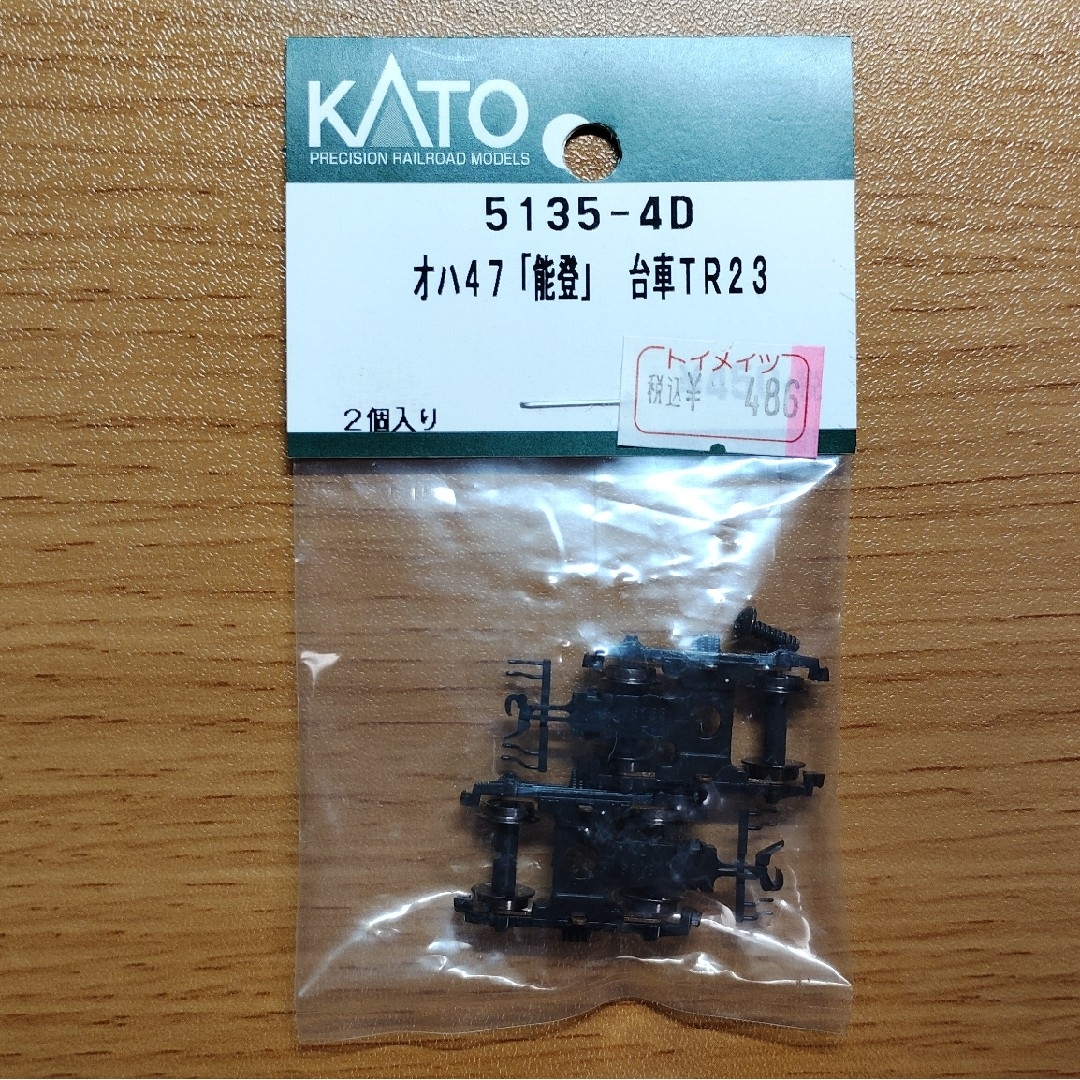 KATO
PRECISION RAILROAD MODELS
5135-4D
オハ47「能登」 台車TR23
トイメイツ
税込¥ 486
2個入り